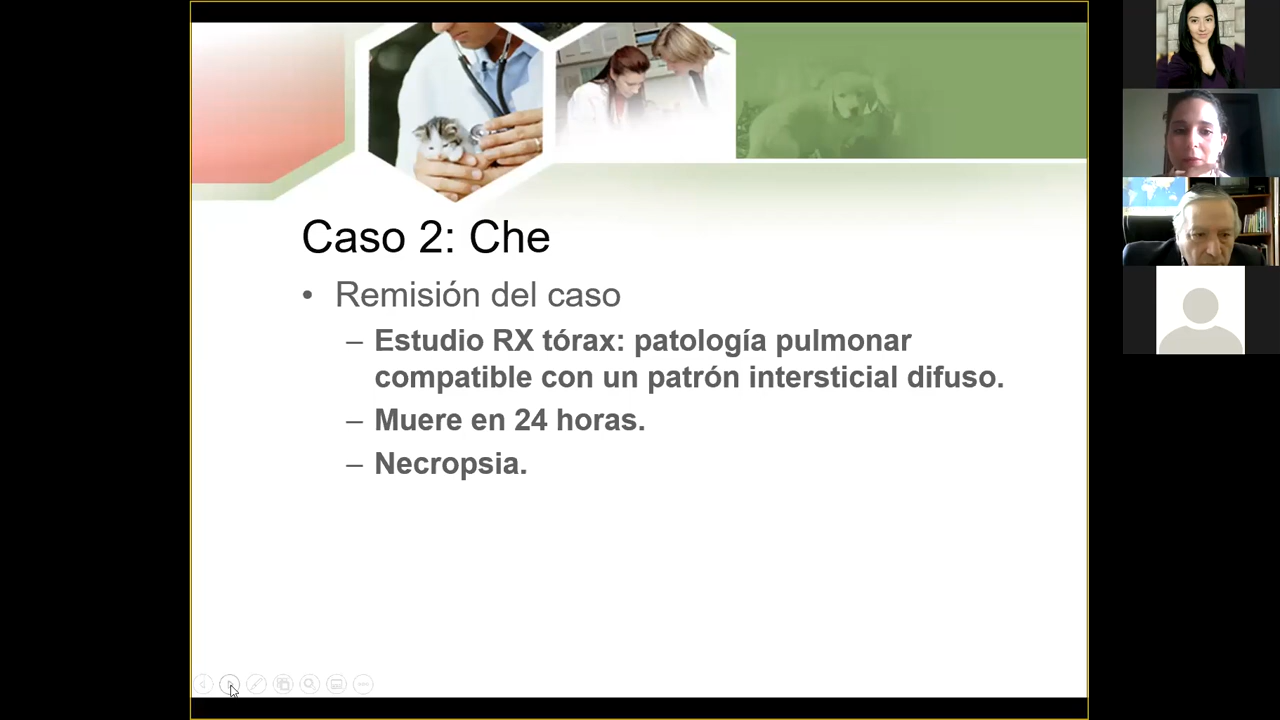 Caso 2: Che
• Remisión del caso
– Estudio RX tórax: patología pulmonar
compatible con un patrón intersticial difuso.
– Muere en 24 horas.
– Necropsia.